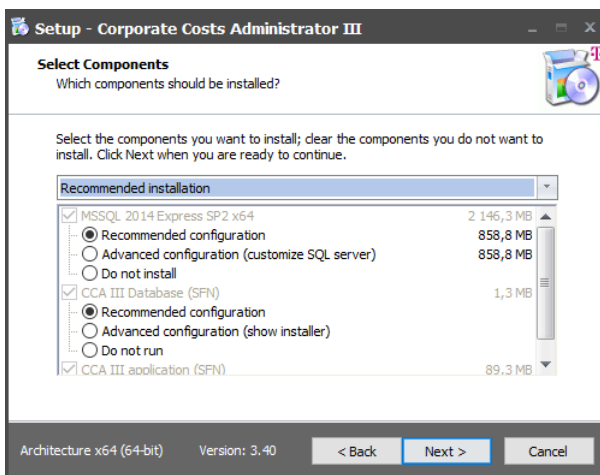 Setup - Corporate Costs Administrator III
Select Components
Which components should be installed?
T
Select the components you want to install; clear the components you do not want to
install. Click Next when you are ready to continue.
Recommended installation
MSSQL 2014 Express SP2 x64 2 146,3 MB
Recommended configuration 858,8 MB
Advanced configuration (customize SQL server) 858,8 MB
Do not install
CCA III Database (SFN) 1,3 MB
Recommended configuration
Advanced configuration (show installer)
Do not run
CCA III application (SFN) 89,3 MB
Architecture x64 (64-bit) Version: 3.40 < Back Next > Cancel